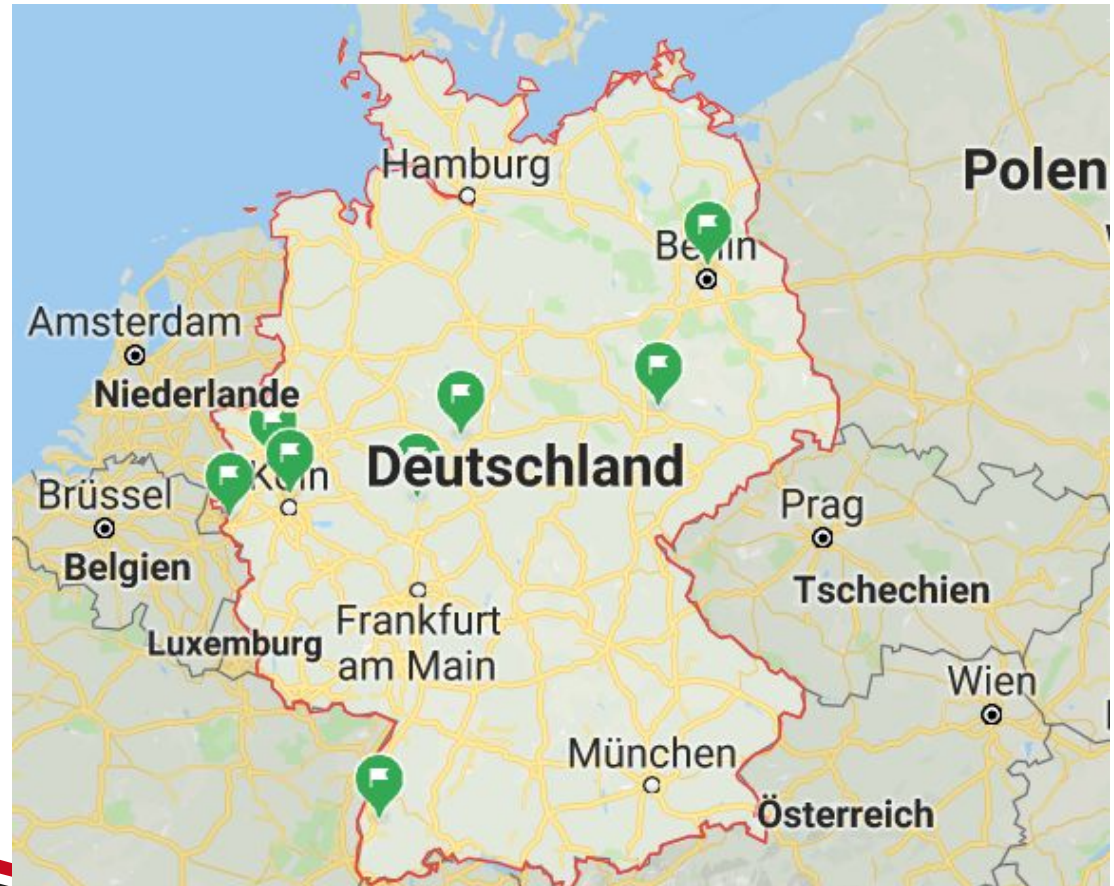 Hamburg
Polen
Berlin
Amsterdam
Niederlande
Deutschland
Köln
Brüssel
Prag
Belgien
Tschechien
Frankfurt
am Main
Luxemburg
Wien
München
Österreich